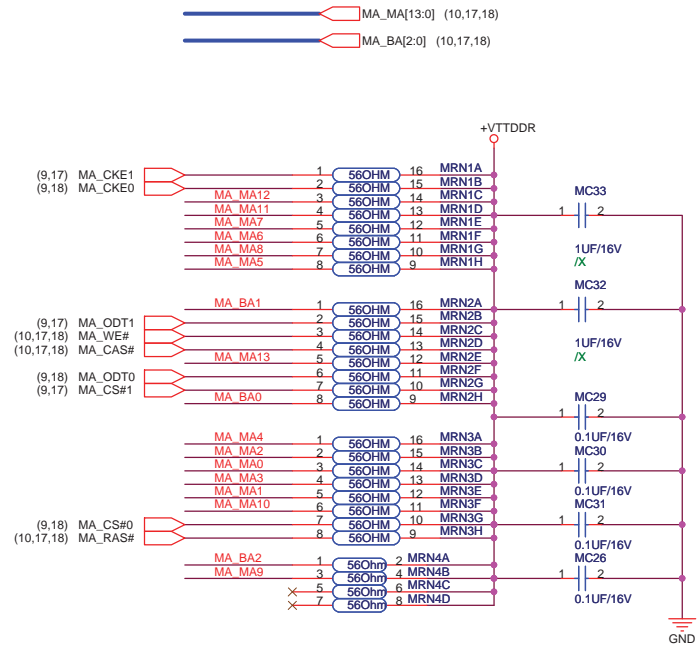 MA_MA[13:0] (10,17,18)
MA_BA[2:0] (10,17,18)
+VTTDDR
(9,17) MA_CKE1 1 56OHM 16 MRN1A
(9,18) MA_CKE0 2 56OHM 15 MRN1B
MA_MA12 3 56OHM 14 MRN1C
MA_MA11 4 56OHM 13 MRN1D
MA_MA7 5 56OHM 12 MRN1E
MA_MA6 6 56OHM 11 MRN1F
MA_MA8 7 56OHM 10 MRN1G
MA_MA5 8 56OHM 9 MRN1H
MC33
1 2
1UF/16V
/X
MA_BA1 1 56OHM 16 MRN2A
(9,17) MA_ODT1 2 56OHM 15 MRN2B
(10,17,18) MA_WE# 3 56OHM 14 MRN2C
(10,17,18) MA_CAS# 4 56OHM 13 MRN2D
MA_MA13 5 56OHM 12 MRN2E
(9,18) MA_ODT0 6 56OHM 11 MRN2F
(9,17) MA_CS#1 7 56OHM 10 MRN2G
MA_BA0 8 56OHM 9 MRN2H
MC32
1 2
1UF/16V
/X
MC29
1 2
0.1UF/16V
MA_MA4 1 56OHM 16 MRN3A
MA_MA2 2 56OHM 15 MRN3B
MA_MA0 3 56OHM 14 MRN3C
MA_MA3 4 56OHM 13 MRN3D
MA_MA1 5 56OHM 12 MRN3E
MA_MA10 6 56OHM 11 MRN3F
(9,18) MA_CS#0 7 56OHM 10 MRN3G
(10,17,18) MA_RAS# 8 56OHM 9 MRN3H
MC30
1 2
0.1UF/16V
MC31
1 2
0.1UF/16V
MA_BA2 1 56Ohm 2 MRN4A
MA_MA9 3 56Ohm 4 MRN4B
5 56Ohm 6 MRN4C
7 56Ohm 8 MRN4D
MC26
1 2
0.1UF/16V
GND